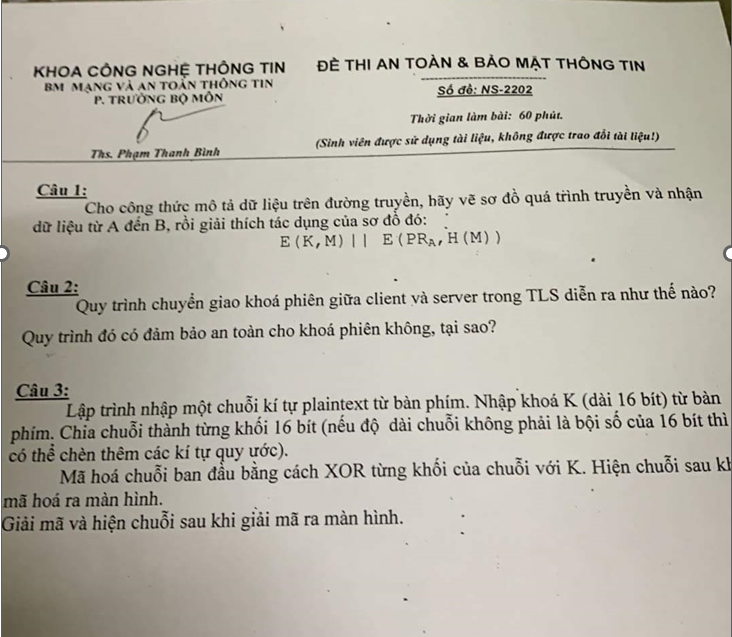 KHOA CÔNG NGHỆ THÔNG TIN
BM MẠNG VÀ AN TOÀN THÔNG TIN
P. TRƯỞNG BỘ MÔN
Ths. Phạm Thanh Bình
ĐỀ THI AN TOÀN & BẢO MẬT THÔNG TIN
Số đề: NS-2202
Thời gian làm bài: 60 phút.
(Sinh viên được sử dụng tài liệu, không được trao đổi tài liệu!)
Câu 1:
Cho công thức mô tả dữ liệu trên đường truyền, hãy vẽ sơ đồ quá trình truyền và nhận
dữ liệu từ A đến B, rồi giải thích tác dụng của sơ đồ đó:
E(K,M) || E(PRA, H(M))
Câu 2:
Quy trình chuyển giao khoá phiên giữa client và server trong TLS diễn ra như thế nào?
Quy trình đó có đảm bảo an toàn cho khoá phiên không, tại sao?
Câu 3:
Lập trình nhập một chuỗi kí tự plaintext từ bàn phím. Nhập khoá K (dài 16 bít) từ bàn
phím. Chia chuỗi thành từng khối 16 bít (nếu độ dài chuỗi không phải là bội số của 16 bít thì
có thể chèn thêm các kí tự quy ước).
Mã hoá chuỗi ban đầu bằng cách XOR từng khối của chuỗi với K. Hiện chuỗi sau kh
mã hoá ra màn hình.
Giải mã và hiện chuỗi sau khi giải mã ra màn hình.